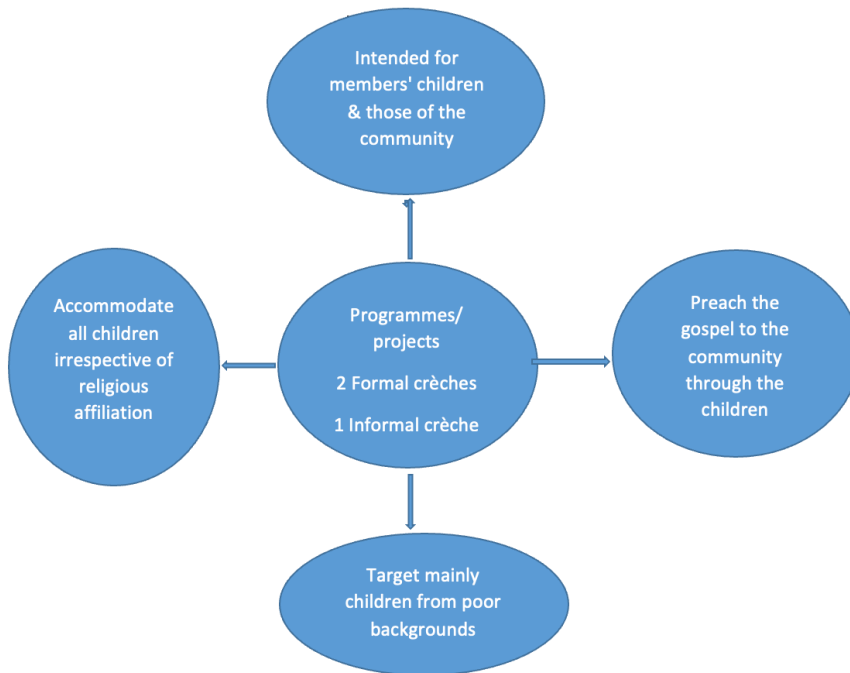 Intended for
members' children
& those of the
community
Accommodate
all children
irrespective of
religious
affiliation
Programmes/
projects
2 Formal crèches
1 Informal crèche
Preach the
gospel to the
community
through the
children
Target mainly
children from poor
backgrounds